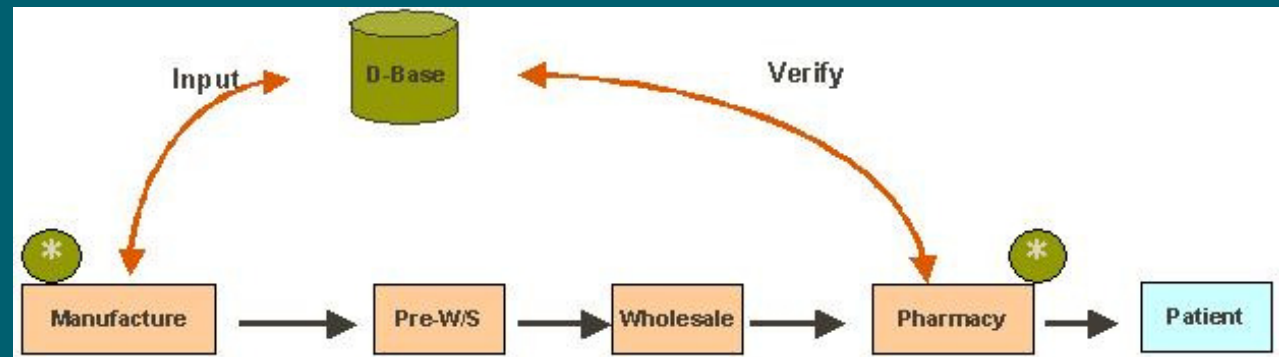 Input
D-Base
Verify
*
*
Manufacture
Pre-W/S
Wholesale
Pharmacy
Patient